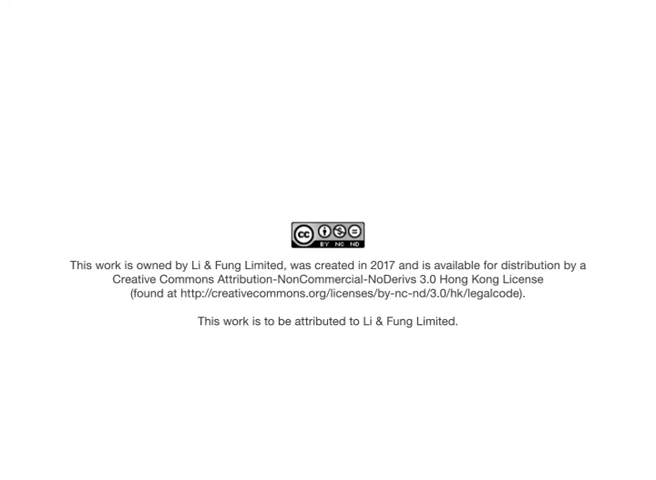 cc
BY NC ND
This work is owned by Li & Fung Limited, was created in 2017 and is available for distribution by a
Creative Commons Attribution-NonCommercial-NoDerivs 3.0 Hong Kong License
(found at http://creativecommons.org/licenses/by-nc-nd/3.0/hk/legalcode).
This work is to be attributed to Li & Fung Limited.